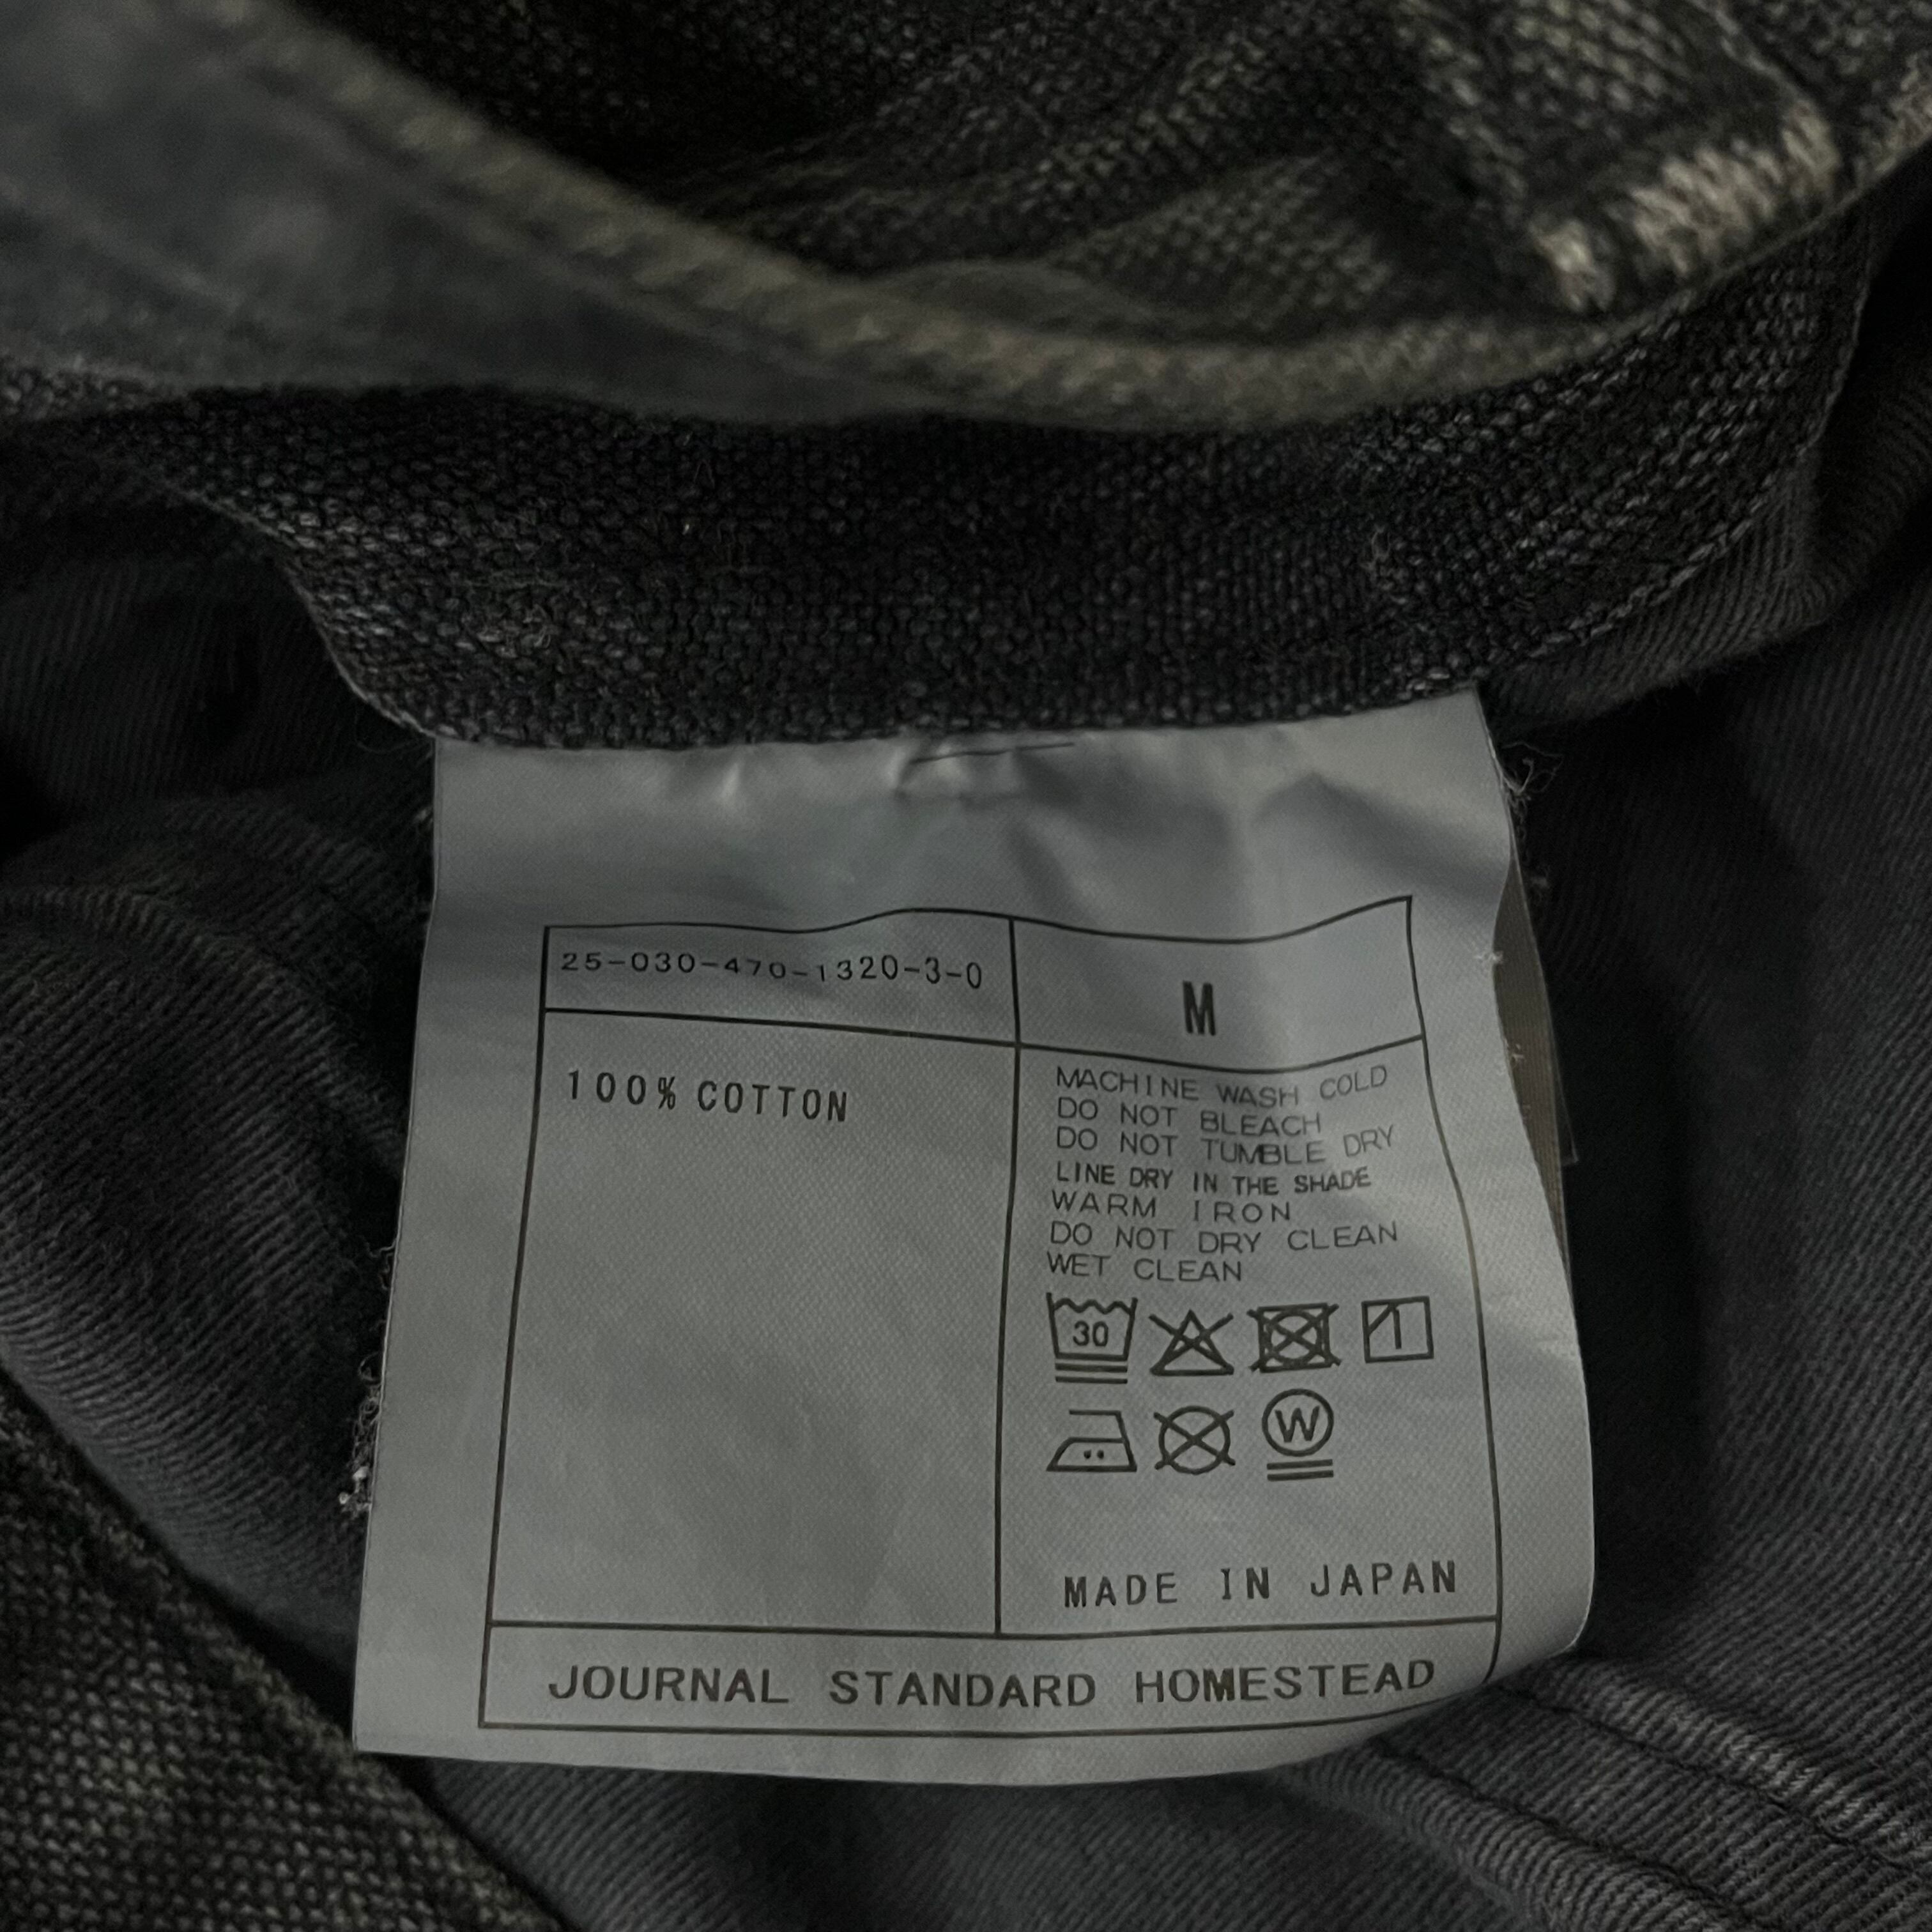 25-030-470-1320-3-0
M
100% COTTON
MACHINE WASH COLD
DO NOT BLEACH
DO NOT TUMBLE DRY
LINE DRY IN THE SHADE
WARM IRON
DO NOT DRY CLEAN
WET CLEAN
30
W
MADE IN JAPAN
JOURNAL STANDARD HOMESTEAD